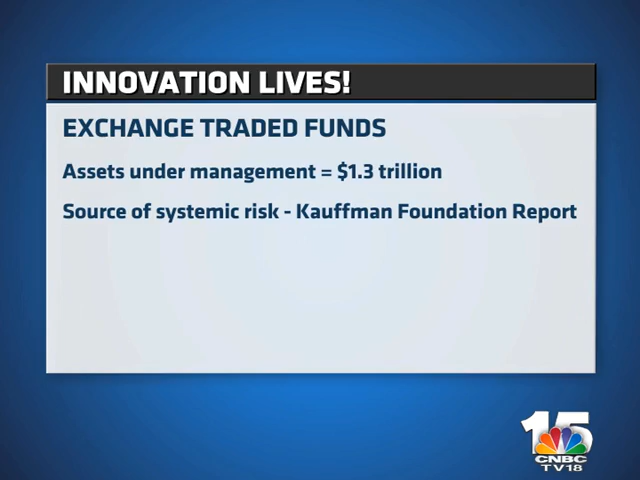 INNOVATION LIVES!
EXCHANGE TRADED FUNDS
Assets under management = $1.3 trillion
Source of systemic risk - Kauffman Foundation Report
15
CNBC
TV18